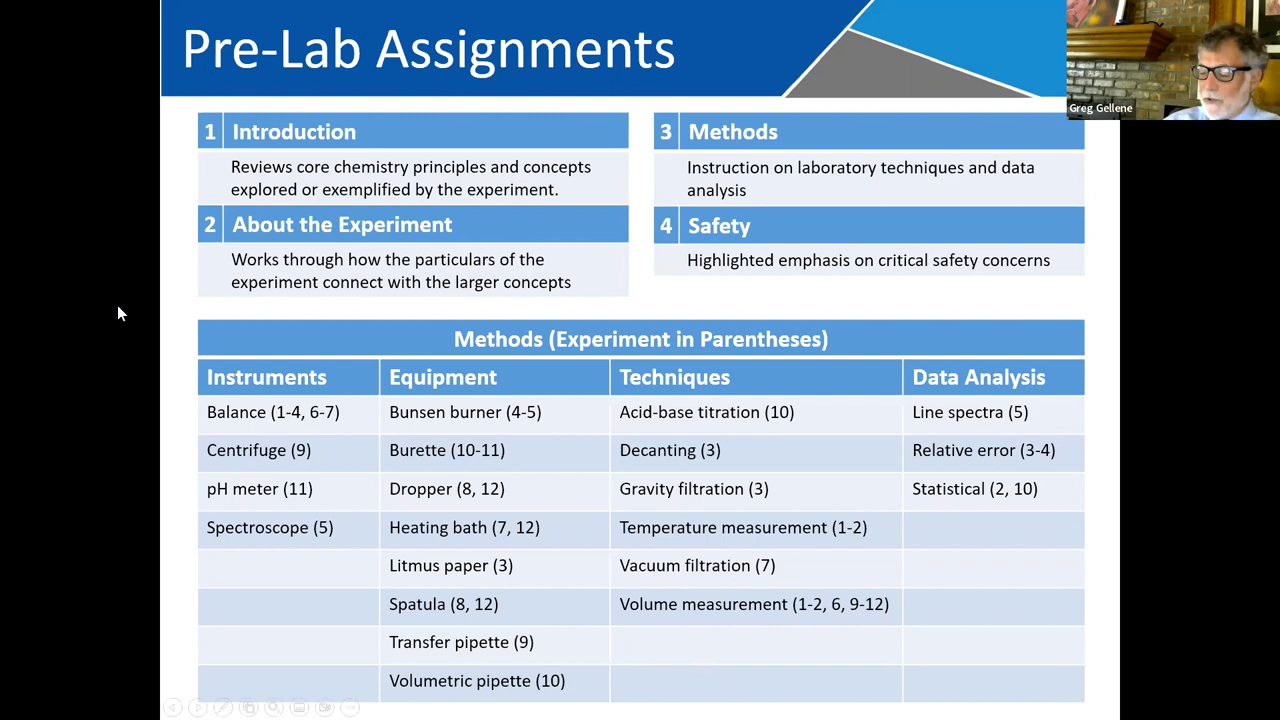 Pre-Lab Assignments
Greg Gellene
1 Introduction
Reviews core chemistry principles and concepts
explored or exemplified by the experiment.
2 About the Experiment
Works through how the particulars of the
experiment connect with the larger concepts
3 Methods
Instruction on laboratory techniques and data
analysis
4 Safety
Highlighted emphasis on critical safety concerns
Methods (Experiment in Parentheses)
Instruments Equipment Techniques Data Analysis
Balance (1-4, 6-7) Bunsen burner (4-5) Acid-base titration (10) Line spectra (5)
Centrifuge (9) Burette (10-11) Decanting (3) Relative error (3-4)
pH meter (11) Dropper (8, 12) Gravity filtration (3) Statistical (2, 10)
Spectroscope (5) Heating bath (7, 12) Temperature measurement (1-2)
Litmus paper (3) Vacuum filtration (7)
Spatula (8, 12) Volume measurement (1-2, 6, 9-12)
Transfer pipette (9)
Volumetric pipette (10)